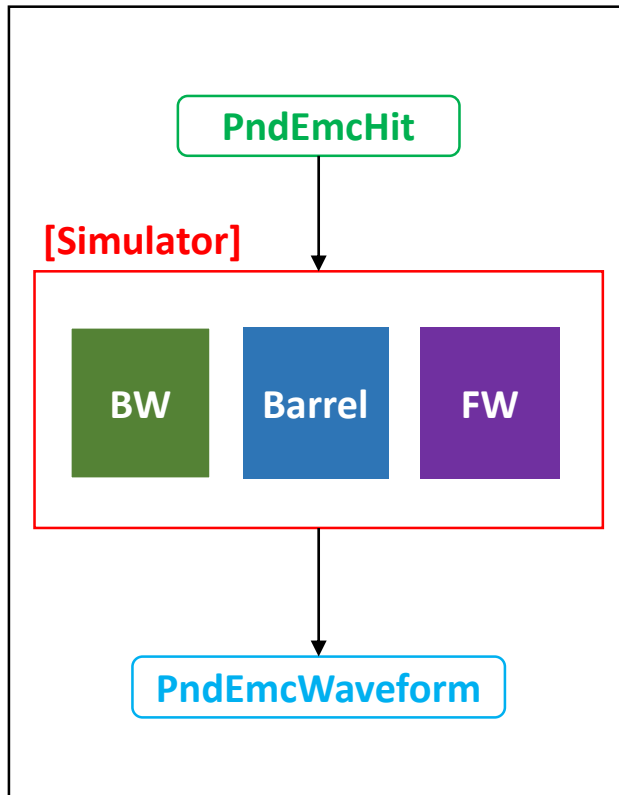 PndEmcHit
[Simulator]
BW
Barrel
FW
PndEmcWaveform